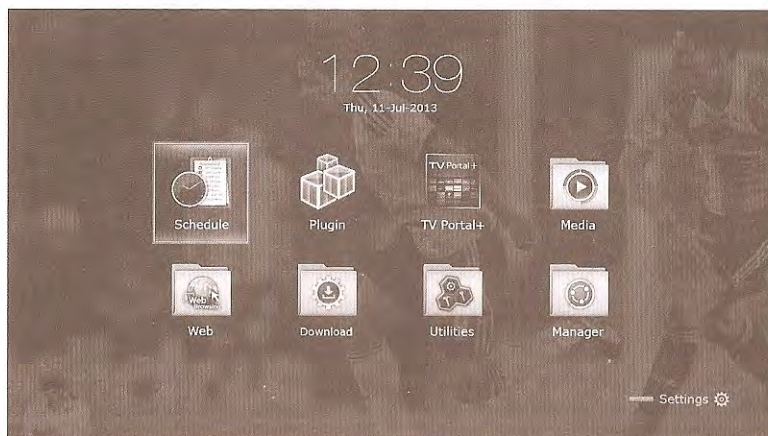 12:39
Thu, 11-Jul-2013
TV Portal+
Schedule
Plugin
TV Portal+
Media
Web
Browsing
Web
Download
Utilities
Manager
Settings